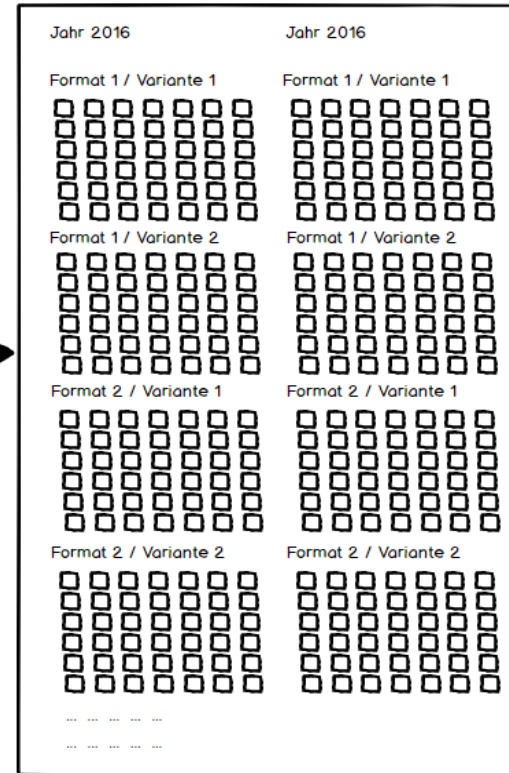 Jahr 2016 Jahr 2016
Format 1 / Variante 1 Format 1 / Variante 1
Format 1 / Variante 2 Format 1 / Variante 2
Format 2 / Variante 1 Format 2 / Variante 1
Format 2 / Variante 2 Format 2 / Variante 2
... ... ... ... ...
... ... ... ... ...